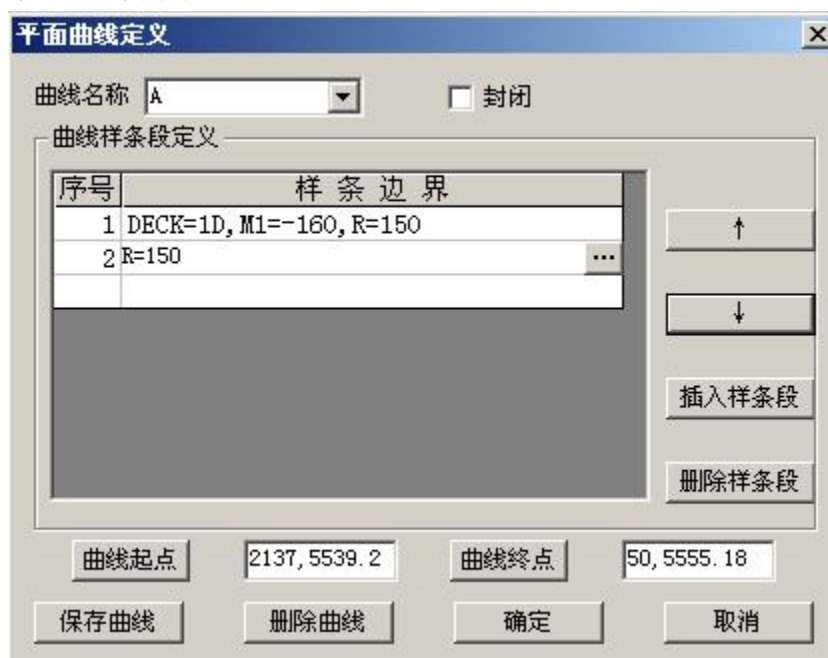 平面曲线定义
曲线名称 A 封闭
曲线样条段定义
序号 样条边界
1 DECK=1D,M1=-160,R=150
2 R=150 ...
↑
↓
插入样条段
删除样条段
曲线起点 2137,5539.2 曲线终点 50,5555.18
保存曲线 删除曲线 确定 取消